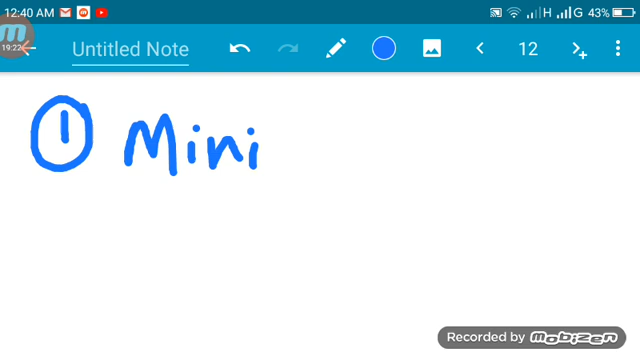 12:40 AM H G 43%
19:22 Untitled Note 12
① Mini
Recorded by mobizen